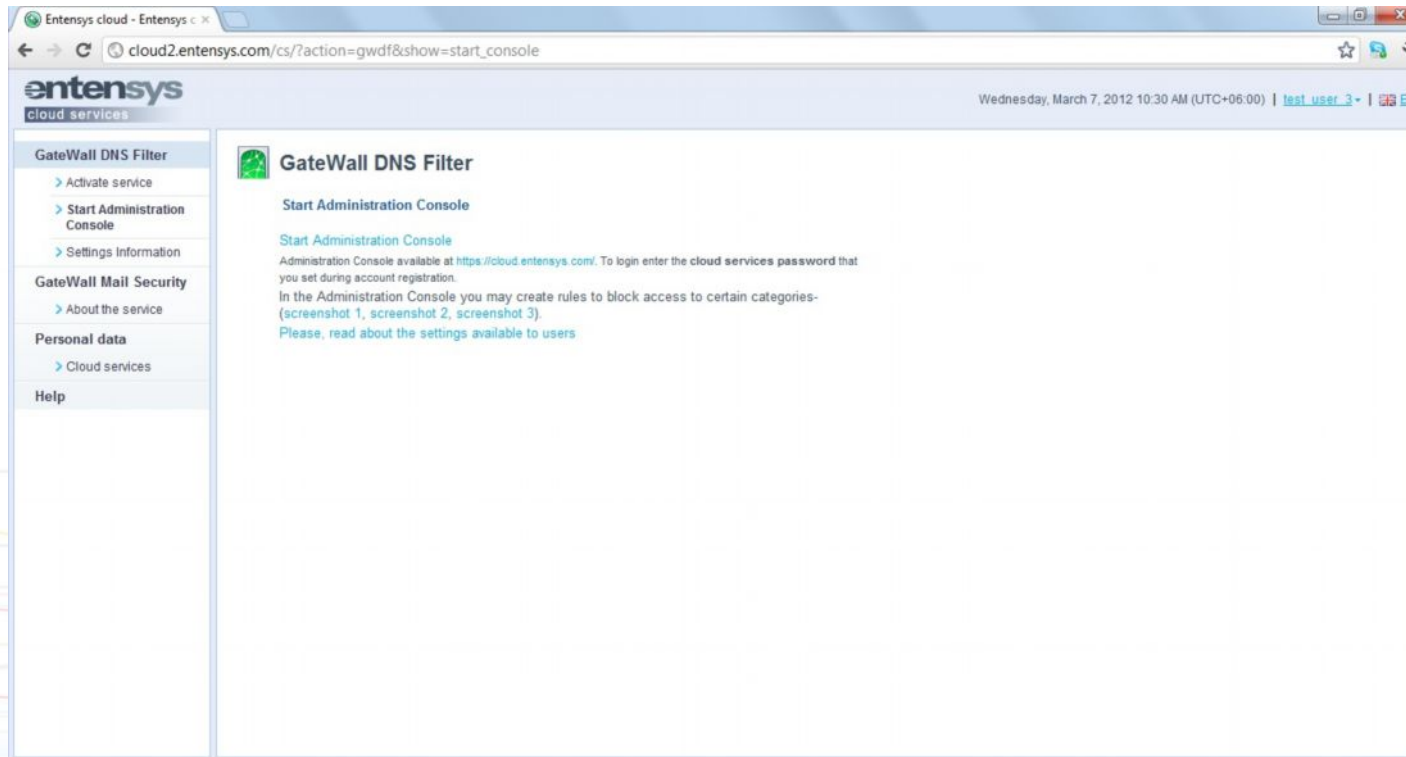 Entensys cloud - Entensys c
cloud2.entensys.com/cs/?action=gwdf&show=start_console
entensys
cloud services
Wednesday, March 7, 2012 10:30 AM (UTC+06:00) | test_user_3 | E
GateWall DNS Filter
> Activate service
> Start Administration
Console
> Settings Information
GateWall Mail Security
> About the service
Personal data
> Cloud services
Help
GateWall DNS Filter
Start Administration Console
Start Administration Console
Administration Console available at https://cloud.entensys.com/. To login enter the cloud services password that
you set during account registration.
In the Administration Console you may create rules to block access to certain categories-
(screenshot 1, screenshot 2, screenshot 3).
Please, read about the settings available to users